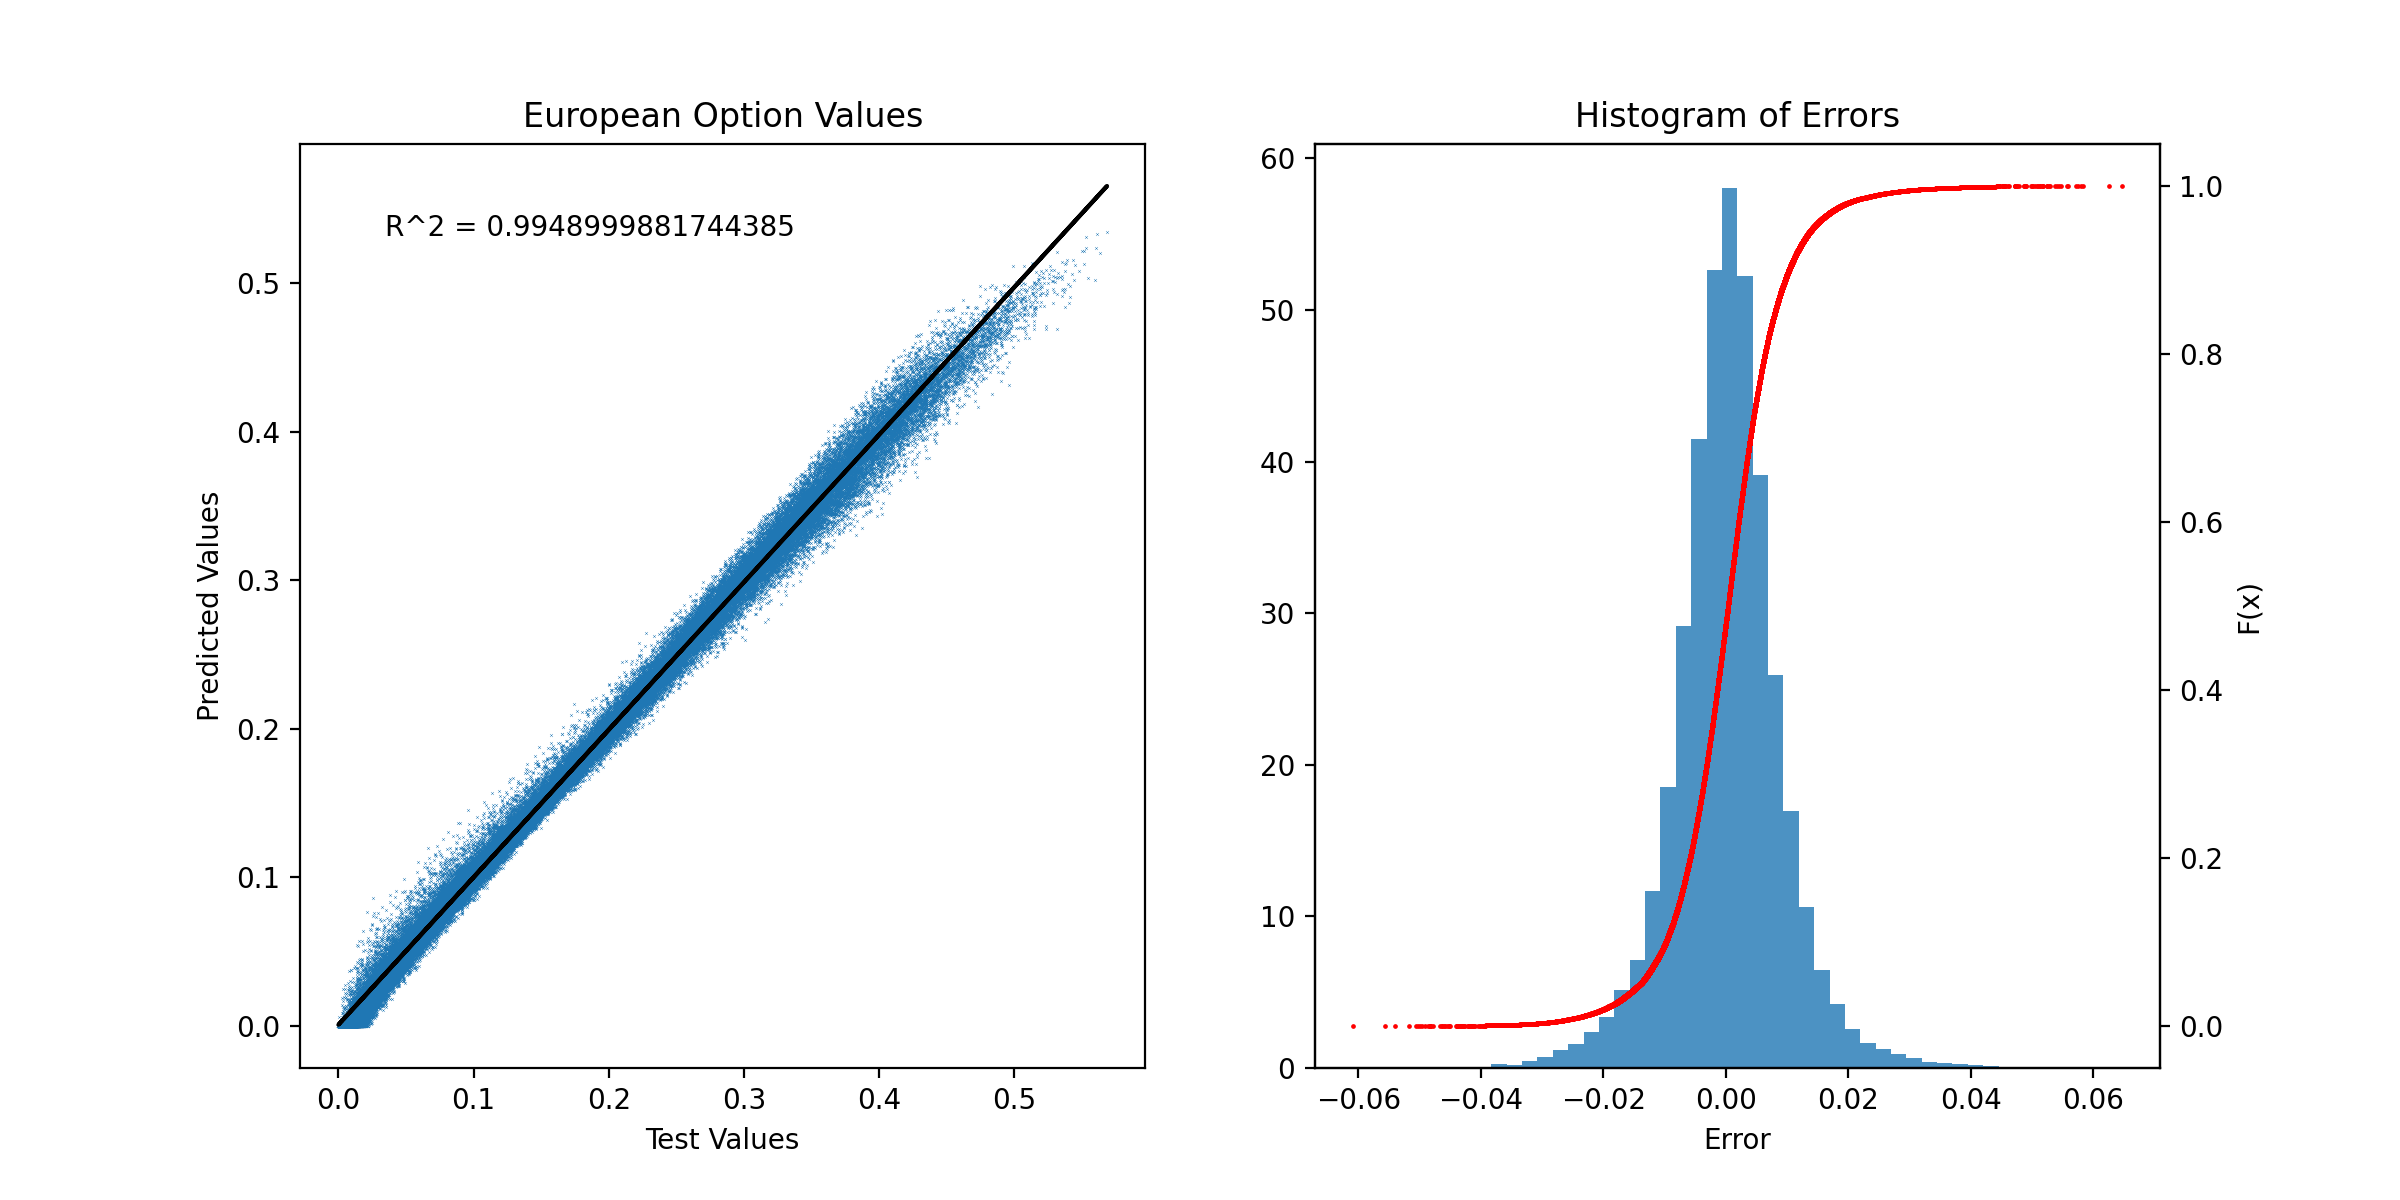 European Option Values
R^2 = 0.9948999881744385
Predicted Values
0.5
0.4
0.3
0.2
0.1
0.0
0.0 0.1 0.2 0.3 0.4 0.5
Test Values
Histogram of Errors
60
50
40
30
20
10
0
−0.06 −0.04 −0.02 0.00 0.02 0.04 0.06
Error
1.0
0.8
0.6
0.4
0.2
0.0
F(x)